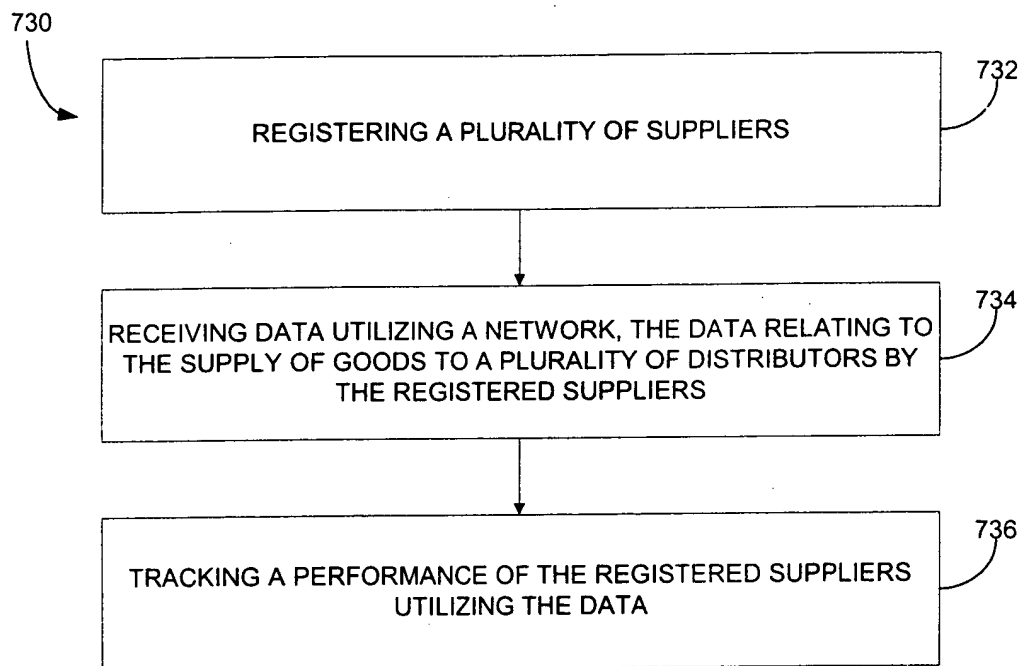 730
732
REGISTERING A PLURALITY OF SUPPLIERS
734
RECEIVING DATA UTILIZING A NETWORK, THE DATA RELATING TO
THE SUPPLY OF GOODS TO A PLURALITY OF DISTRIBUTORS BY
THE REGISTERED SUPPLIERS
736
TRACKING A PERFORMANCE OF THE REGISTERED SUPPLIERS
UTILIZING THE DATA